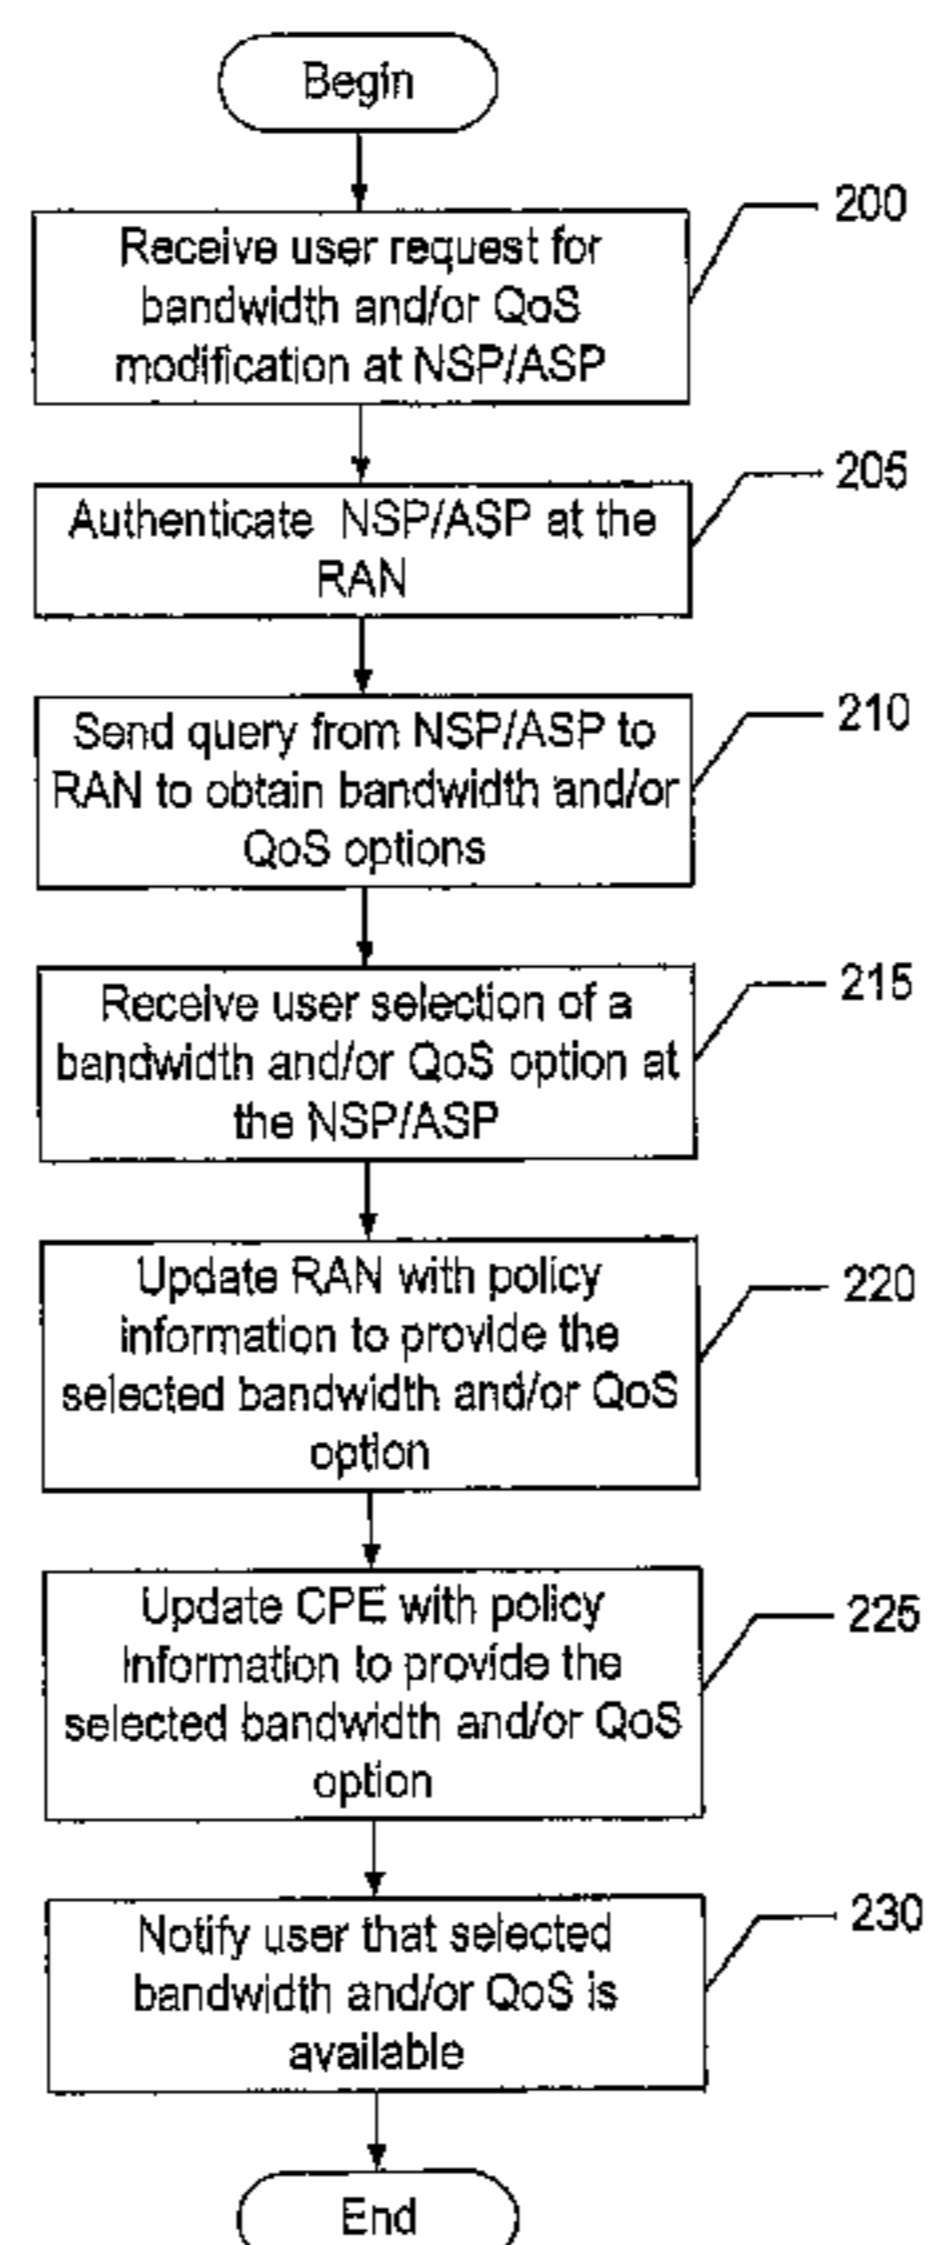 Begin
200
Receive user request for
bandwidth and/or QoS
modification at NSP/ASP
205
Authenticate NSP/ASP at the
RAN
210
Send query from NSP/ASP to
RAN to obtain bandwidth and/or
QoS options
215
Receive user selection of a
bandwidth and/or QoS option at
the NSP/ASP
220
Update RAN with policy
information to provide the
selected bandwidth and/or QoS
option
225
Update CPE with policy
information to provide the
selected bandwidth and/or QoS
option
230
Notify user that selected
bandwidth and/or QoS is
available
End